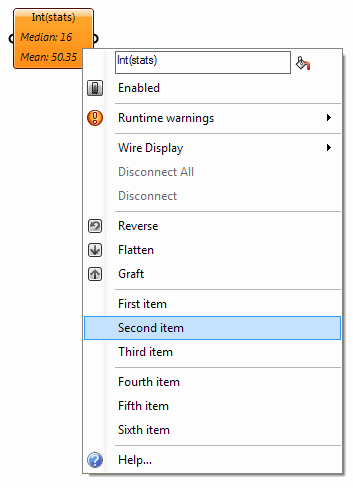 Int(stats)
Median: 16
Mean: 50.35
Int(stats)
Enabled
Runtime warnings
Wire Display
Disconnect All
Disconnect
Reverse
Flatten
Graft
First item
Second item
Third item
Fourth item
Fifth item
Sixth item
Help...